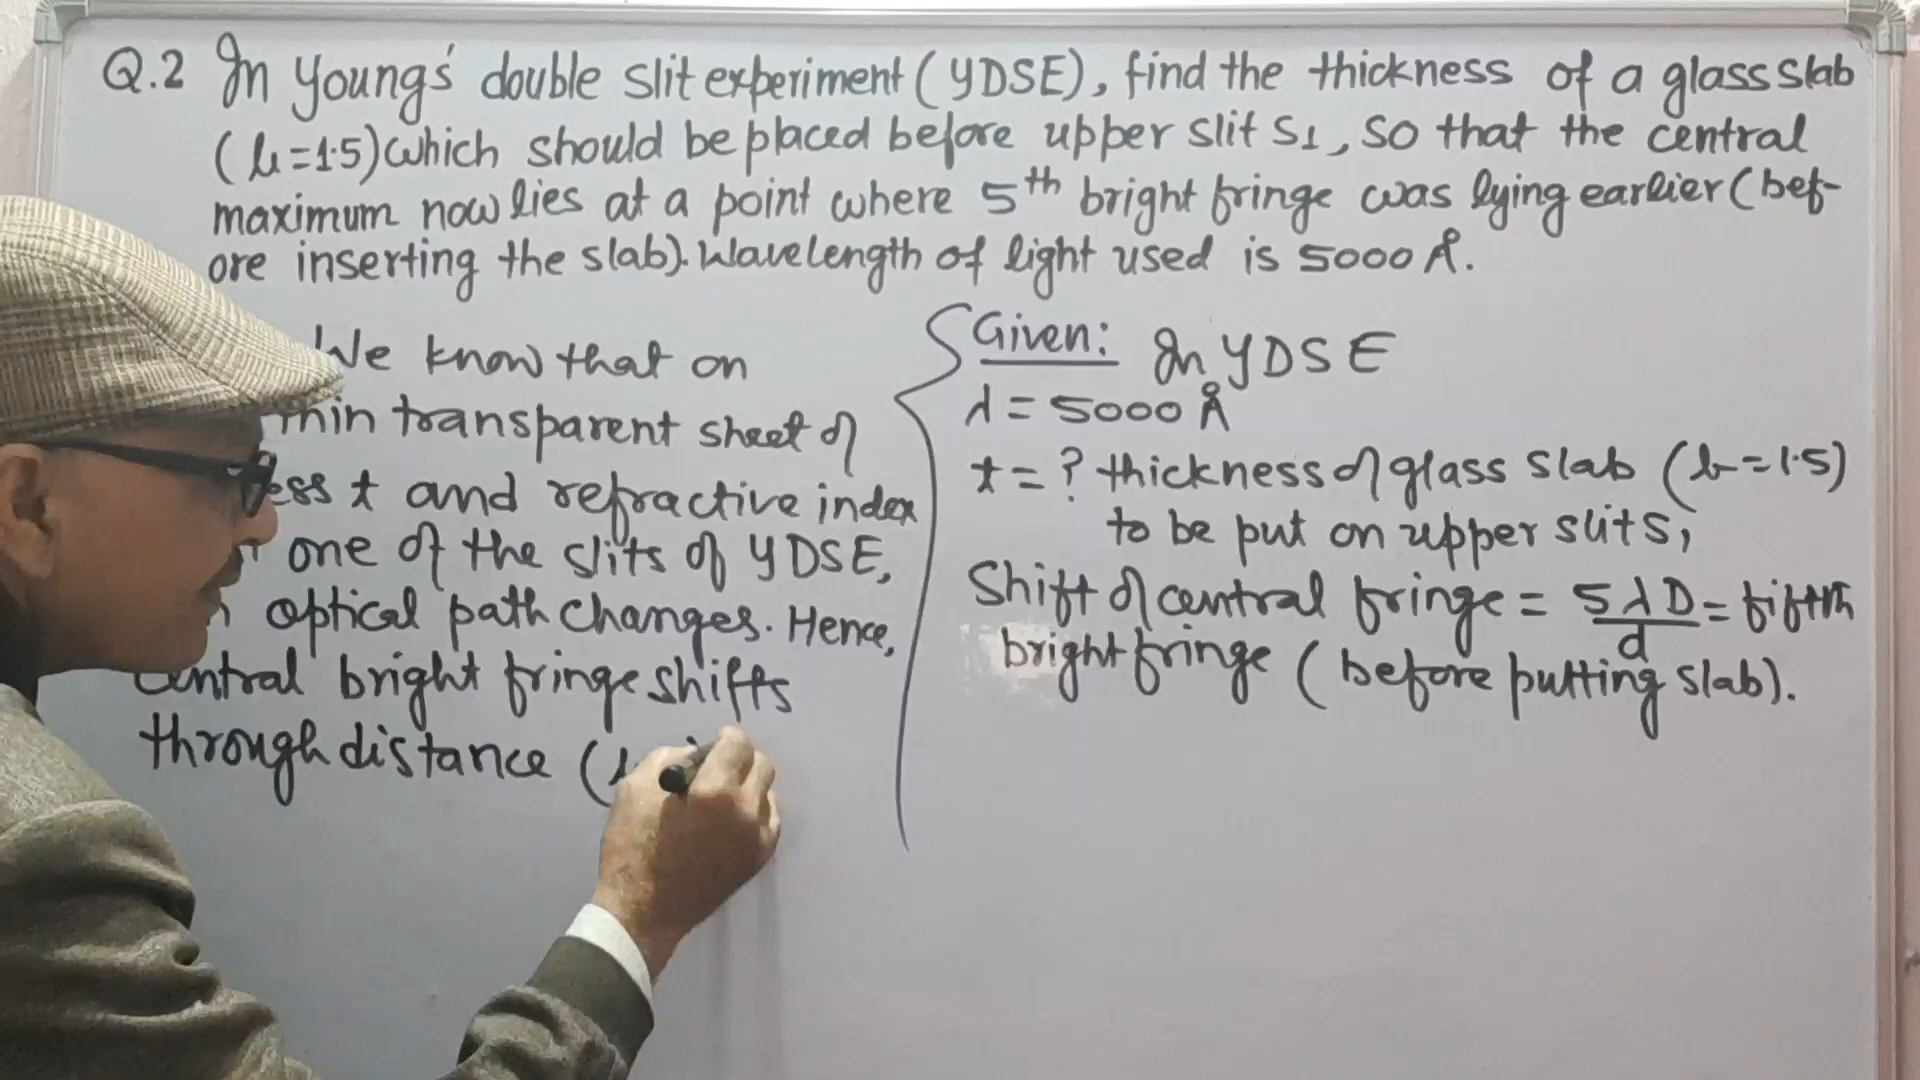 Q.2 In Young's double slit experiment (YDSE), find the thickness of a glass slab
(μ=1.5) which should be placed before upper slit S1, so that the central
maximum now lies at a point where 5th bright fringe was lying earlier (bef-
ore inserting the slab). Wavelength of light used is 5000 Å.
We know that on
thin transparent sheet of
ess t and refractive index
one of the slits of YDSE,
optical path changes. Hence,
central bright fringe shifts
through distance (μ
Given: In YDSE
λ = 5000 Å
t = ? thickness of glass slab (μ=1.5)
to be put on upper slit S1
Shift of central fringe = 5λD/d = fifth
bright fringe (before putting slab).